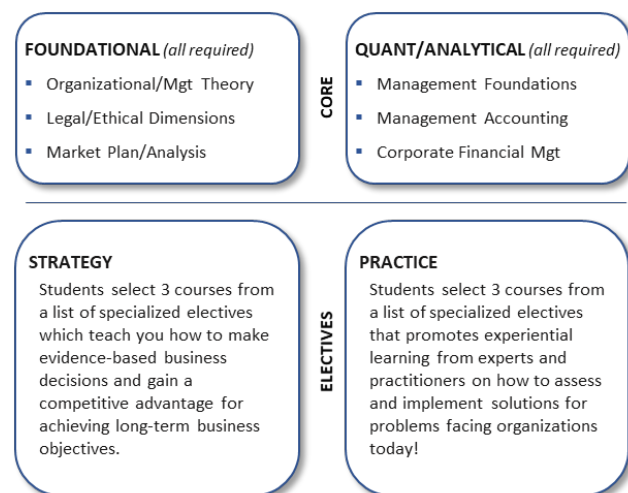 FOUNDATIONAL (all required)
▪ Organizational/Mgt Theory
▪ Legal/Ethical Dimensions
▪ Market Plan/Analysis
CORE
QUANT/ANALYTICAL (all required)
▪ Management Foundations
▪ Management Accounting
▪ Corporate Financial Mgt
STRATEGY
Students select 3 courses from
a list of specialized electives
which teach you how to make
evidence-based business
decisions and gain a
competitive advantage for
achieving long-term business
objectives.
ELECTIVES
PRACTICE
Students select 3 courses from
a list of specialized electives
that promotes experiential
learning from experts and
practitioners on how to assess
and implement solutions for
problems facing organizations
today!